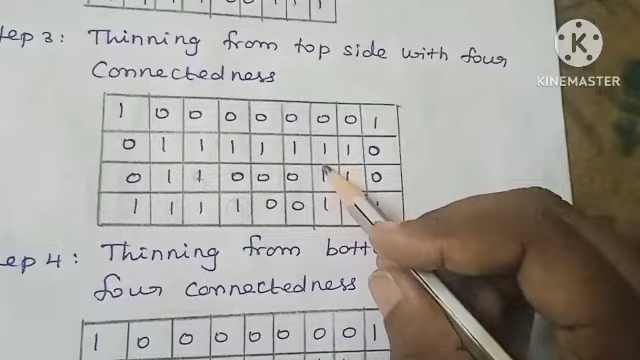 ep 3: Thinning from top side with four
connectedness
KINEMASTER
1 0 0 0 0 0 0 0 1
0 1 1 1 1 1 1 1 0
0 1 1 0 0 0 1 1 0
1 1 1 1 0 0 1
ep 4: Thinning from
four connectedness
1 0 0 0 0 0 0 0 1